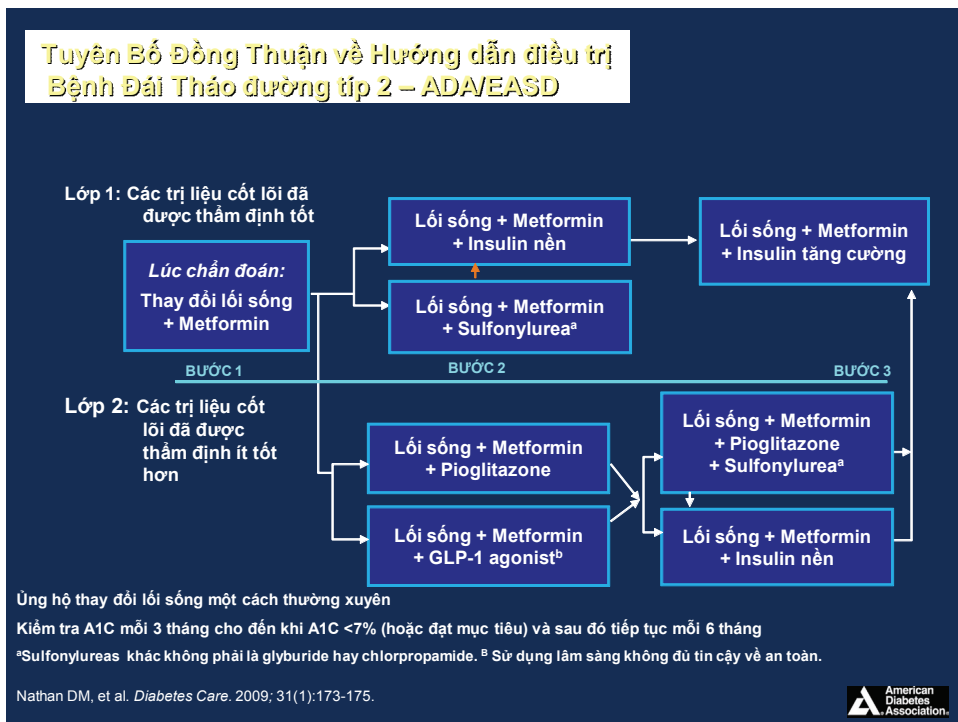 Tuyên Bố Đồng Thuận về Hướng dẫn điều trị
Bệnh Đái Tháo đường típ 2 – ADA/EASD
Lớp 1: Các trị liệu cốt lõi đã
được thẩm định tốt
Lúc chẩn đoán:
Thay đổi lối sống
+ Metformin
Lối sống + Metformin
+ Insulin nền
Lối sống + Metformin
+ Sulfonylureaᵃ
Lối sống + Metformin
+ Insulin tăng cường
BƯỚC 1
BƯỚC 2
BƯỚC 3
Lớp 2: Các trị liệu cốt
lõi đã được
thẩm định ít tốt
hơn
Lối sống + Metformin
+ Pioglitazone
Lối sống + Metformin
+ GLP-1 agonistᵇ
Lối sống + Metformin
+ Pioglitazone
+ Sulfonylureaᵃ
Lối sống + Metformin
+ Insulin nền
Ủng hộ thay đổi lối sống một cách thường xuyên
Kiểm tra A1C mỗi 3 tháng cho đến khi A1C <7% (hoặc đạt mục tiêu) và sau đó tiếp tục mỗi 6 tháng
ᵃSulfonylureas khác không phải là glyburide hay chlorpropamide. ᴮ Sử dụng lâm sàng không đủ tin cậy về an toàn.
Nathan DM, et al. Diabetes Care. 2009; 31(1):173-175.
American
Diabetes
Association.